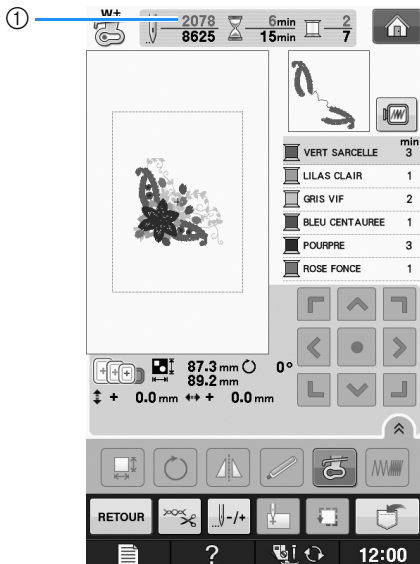 ①
W+
2078 6min 2
8625 15min 7
min
VERT SARCELLE 3
LILAS CLAIR 1
GRIS VIF 2
BLEU CENTAUREE 1
POURPRE 3
ROSE FONCE 1
87.3 mm 0°
89.2 mm
+ 0.0 mm + 0.0 mm
RETOUR -/+
? 12:00